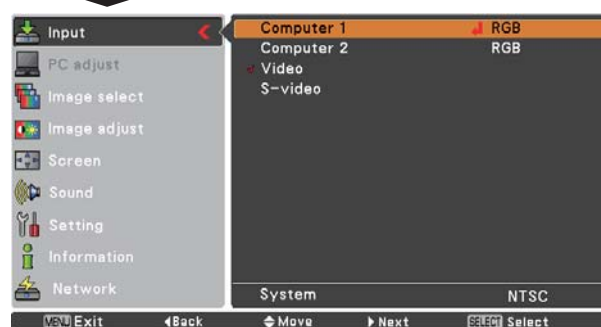 Input
PC adjust
Image select
Image adjust
Screen
Sound
Setting
Information
Network
Computer 1 RGB
Computer 2 RGB
Video
S-video
System NTSC
MENU Exit Back Move Next SELECT Select